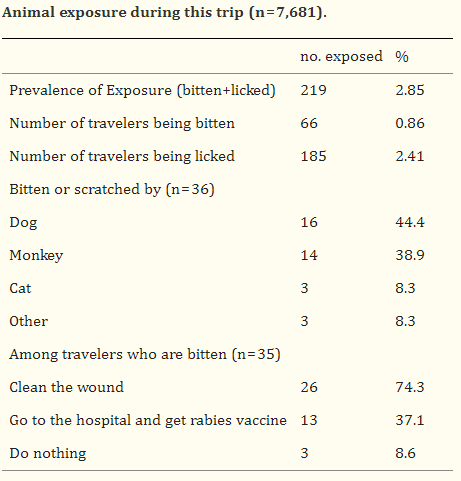 Animal exposure during this trip (n=7,681).
no. exposed %
Prevalence of Exposure (bitten+licked) 219 2.85
Number of travelers being bitten 66 0.86
Number of travelers being licked 185 2.41
Bitten or scratched by (n=36)
Dog 16 44.4
Monkey 14 38.9
Cat 3 8.3
Other 3 8.3
Among travelers who are bitten (n=35)
Clean the wound 26 74.3
Go to the hospital and get rabies vaccine 13 37.1
Do nothing 3 8.6